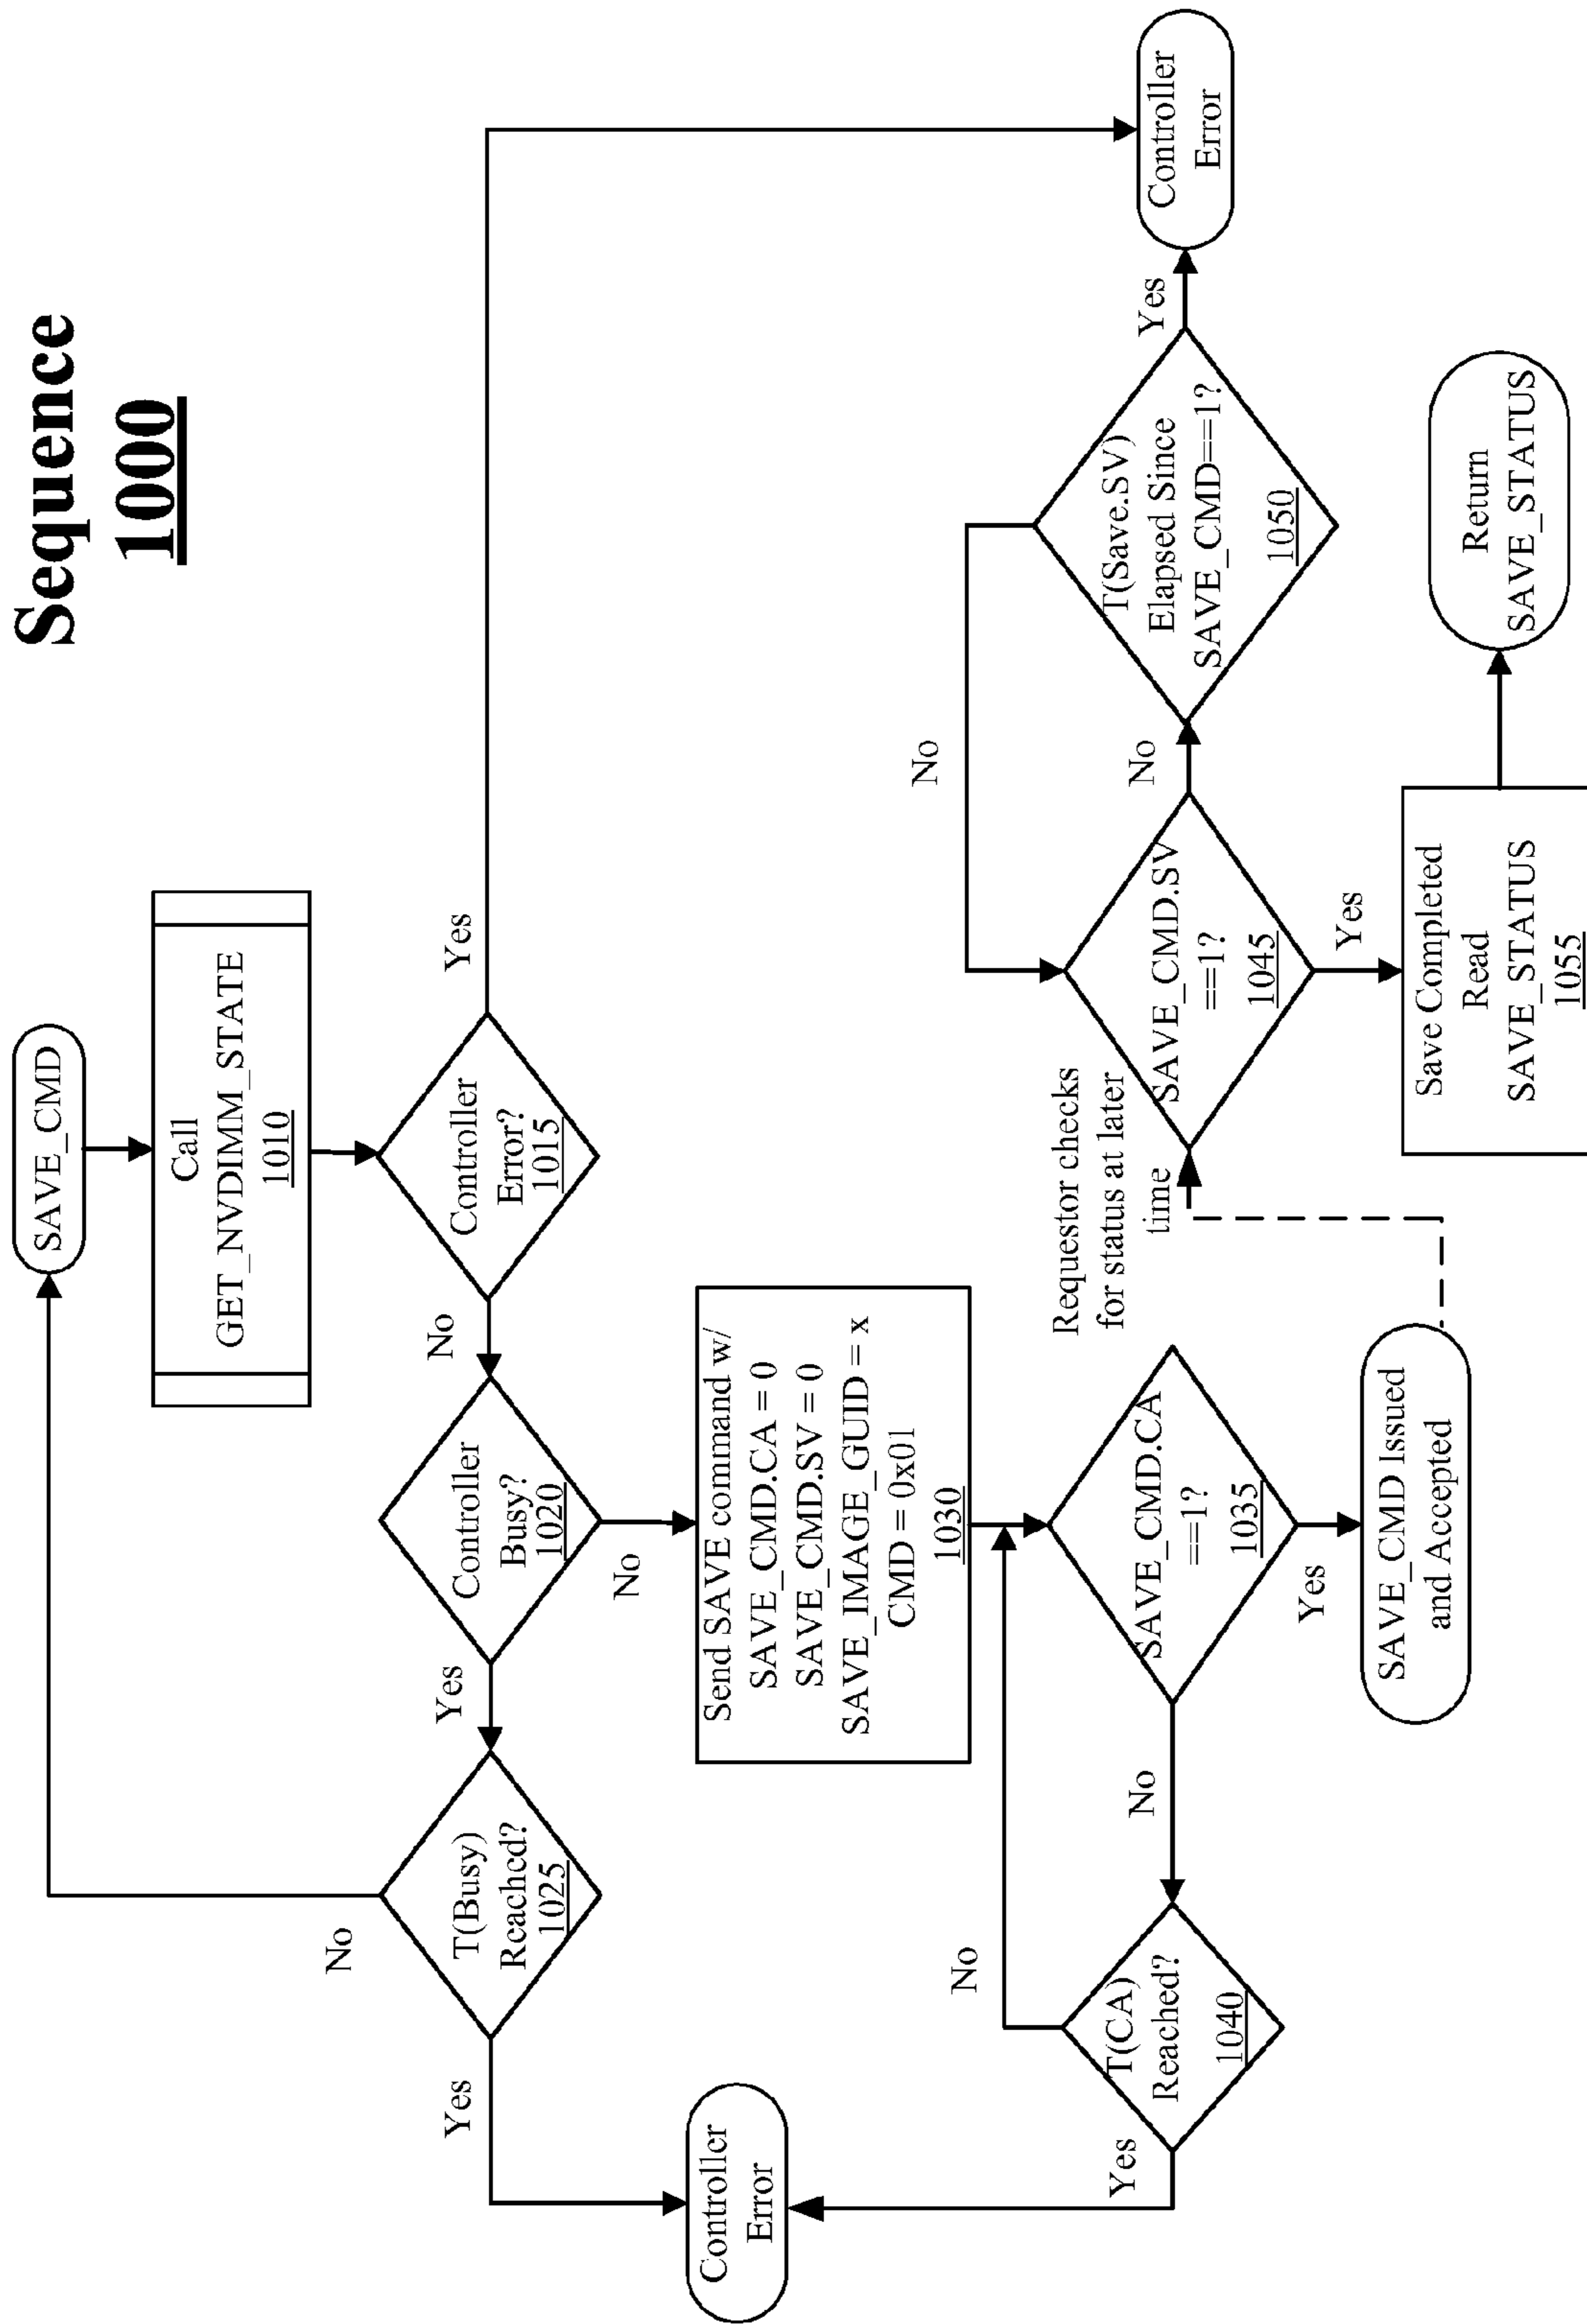 Sequence
1000
SAVE_CMD
Call
GET_NVDIMM_STATE
1010
Controller
Error?
1015
Yes
No
Controller
Busy?
1020
Yes
No
T(Busy)
Reached?
1025
No
Yes
Controller
Error
Send SAVE command w/
SAVE_CMD.CA = 0
SAVE_CMD.SV = 0
SAVE_IMAGE_GUID = x
CMD = 0x01
1030
SAVE_CMD.CA
==1?
1035
No
Yes
T(CA)
Reached?
1040
No
Yes
SAVE_CMD Issued
and Accepted
Requestor checks
for status at later
time
SAVE_CMD.SV
==1?
1045
No
Yes
T(Save.SV)
Elapsed Since
SAVE_CMD==1?
1050
No
Yes
Controller
Error
Save Completed
Read
SAVE_STATUS
1055
Return
SAVE_STATUS